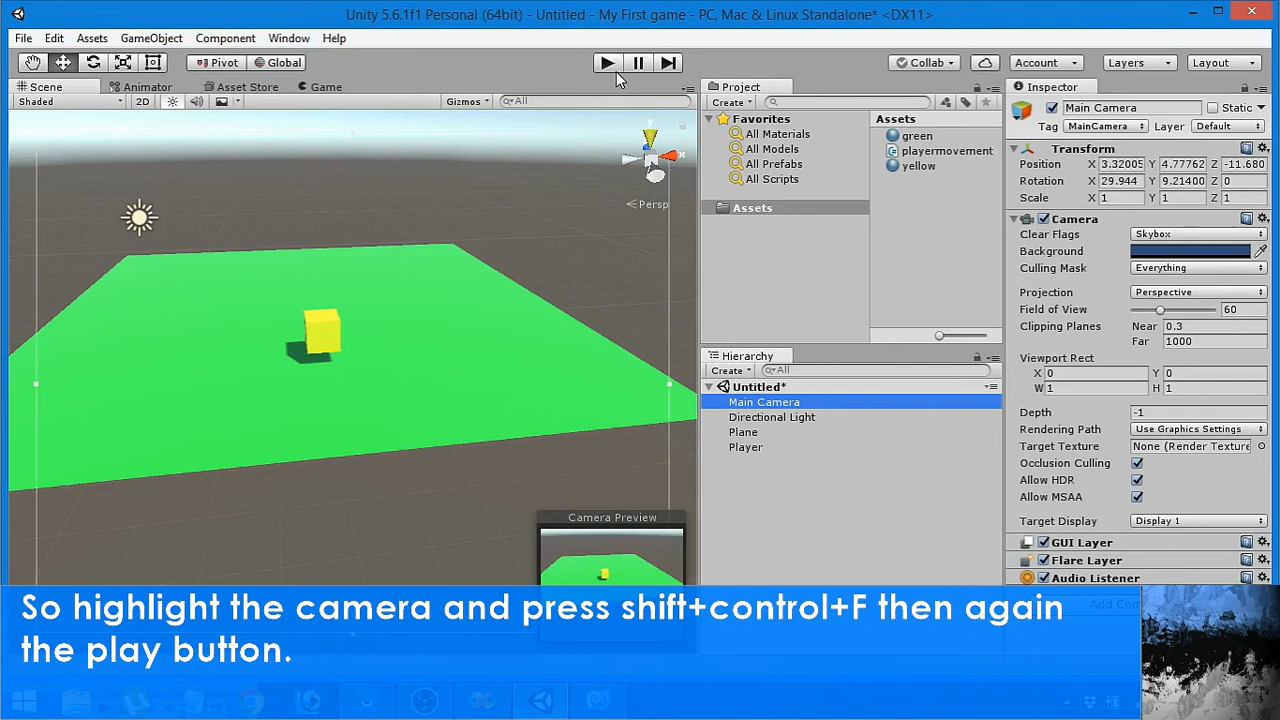 Unity 5.6.1f1 Personal (64bit) - Untitled - My First game - PC, Mac & Linux Standalone* <DX11>
File Edit Assets GameObject Component Window Help
Pivot Global Collab Account Layers Layout
Scene Animator Asset Store Game
Shaded 2D Gizmos All
y
x
Persp
Camera Preview
Project
Create
Favorites
All Materials
All Models
All Prefabs
All Scripts
Assets
Assets
green
playermovement
yellow
Hierarchy
Create All
Untitled*
Main Camera
Directional Light
Plane
Player
Inspector
Main Camera Static
Tag MainCamera Layer Default
Transform
Position X 3.32005 Y 4.77762 Z -11.680
Rotation X 29.944 Y 9.21400 Z 0
Scale X 1 Y 1 Z 1
Camera
Clear Flags Skybox
Background
Culling Mask Everything
Projection Perspective
Field of View 60
Clipping Planes Near 0.3
Far 1000
Viewport Rect
X 0 Y 0
W 1 H 1
Depth -1
Rendering Path Use Graphics Settings
Target Texture None (Render Texture
Occlusion Culling
Allow HDR
Allow MSAA
Target Display Display 1
GUI Layer
Flare Layer
Audio Listener
Add Com
So highlight the camera and press shift+control+F then again
the play button.